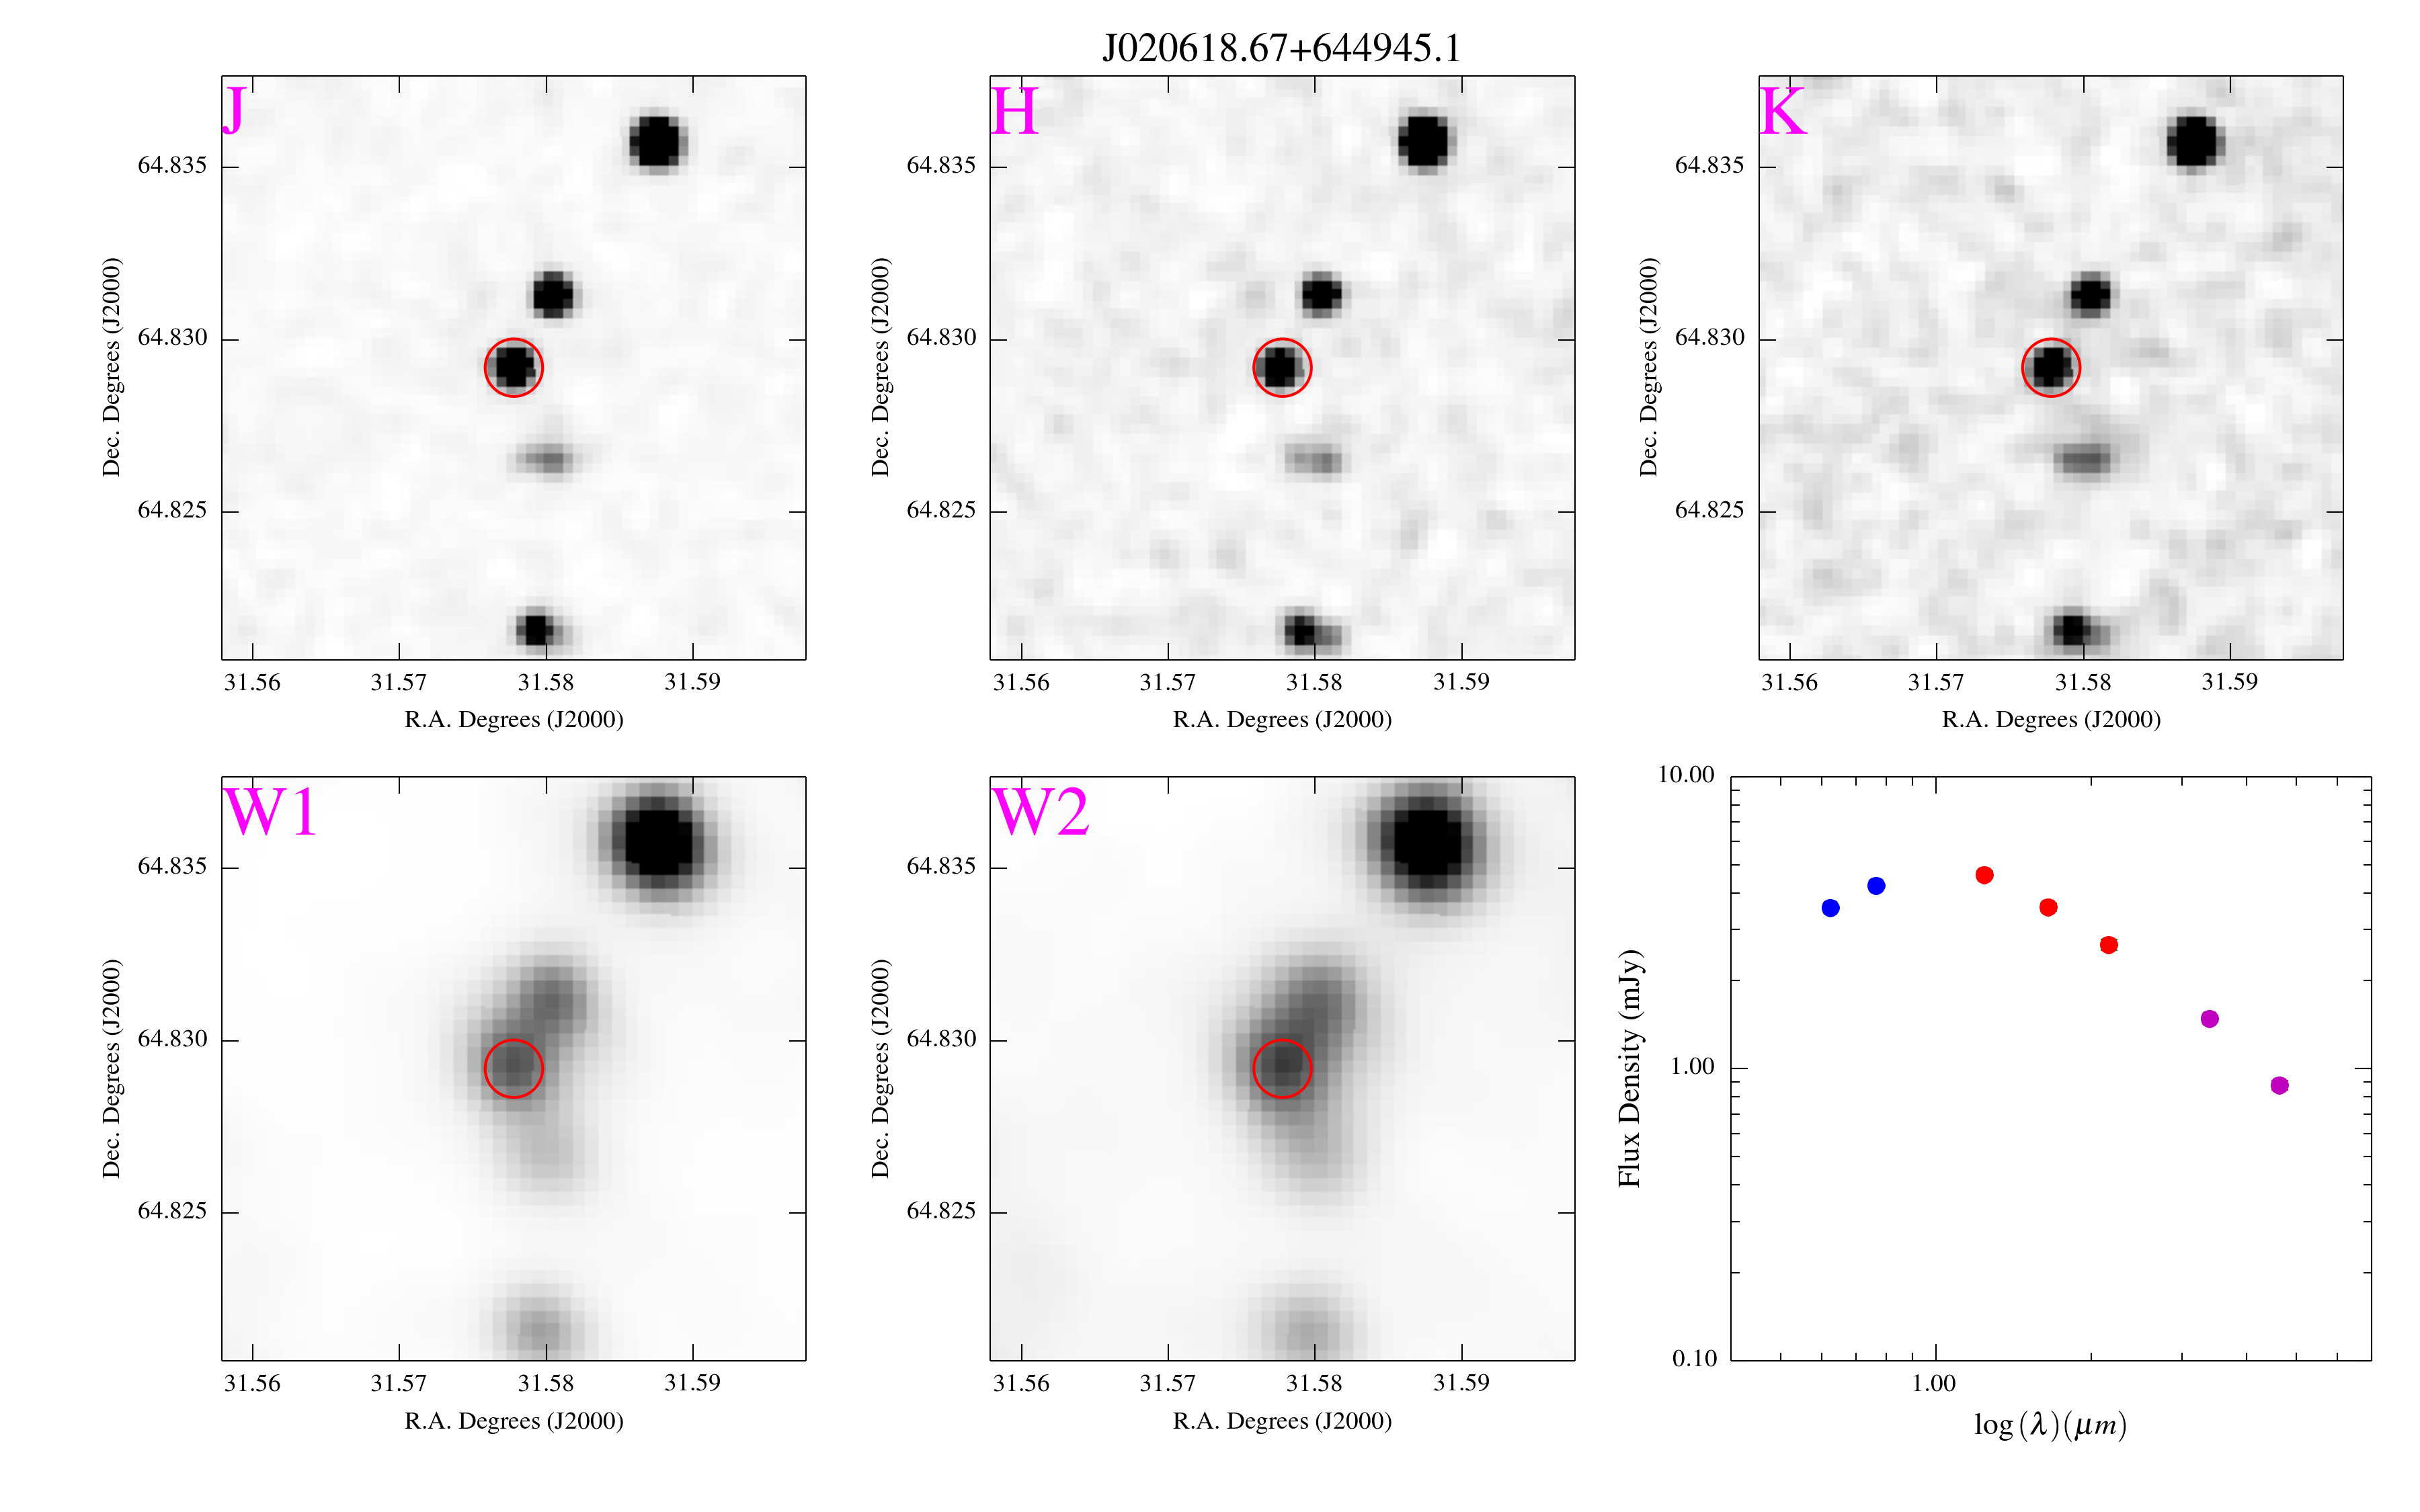 J020618.67+644945.1
J
64.835
64.830
64.825
31.56 31.57 31.58 31.59
R.A. Degrees (J2000)
Dec. Degrees (J2000)
H
64.835
64.830
64.825
31.56 31.57 31.58 31.59
R.A. Degrees (J2000)
Dec. Degrees (J2000)
K
64.835
64.830
64.825
31.56 31.57 31.58 31.59
R.A. Degrees (J2000)
Dec. Degrees (J2000)
W1
64.835
64.830
64.825
31.56 31.57 31.58 31.59
R.A. Degrees (J2000)
Dec. Degrees (J2000)
W2
64.835
64.830
64.825
31.56 31.57 31.58 31.59
R.A. Degrees (J2000)
Dec. Degrees (J2000)
10.00
1.00
0.10
1.00
log(λ)(μm)
Flux Density (mJy)